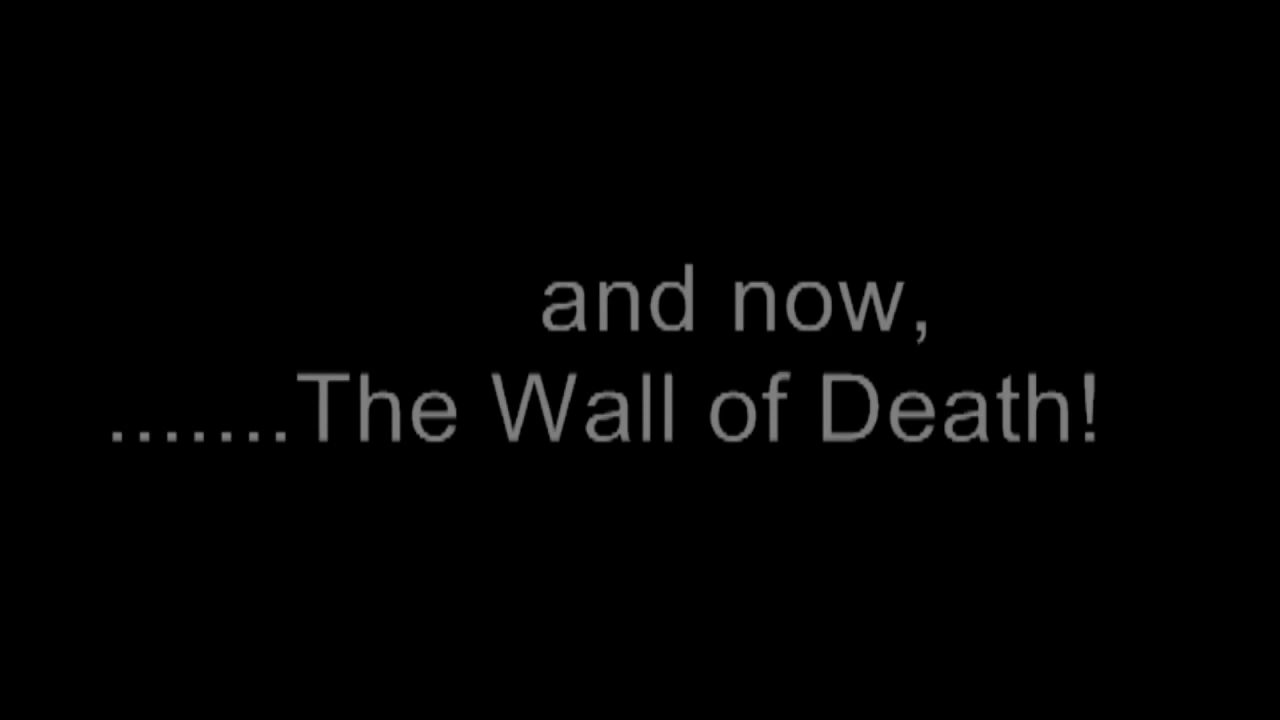 and now,
.......The Wall of Death!